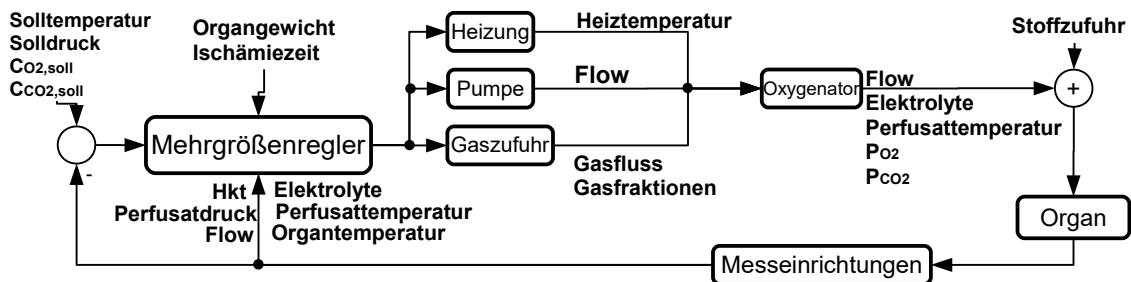 Solltemperatur
Solldruck
CO2,soll
CCO2,soll
-
Organgewicht
Ischämiezeit
Mehrgrößenregler
Heizung
Pumpe
Gaszufuhr
Heiztemperatur
Flow
Gasfluss
Gasfraktionen
Oxygenator
Flow
Elektrolyte
Perfusattemperatur
PO2
PCO2
Stoffzufuhr
+
Organ
Messeinrichtungen
Hkt
Perfusatdruck
Flow
Elektrolyte
Perfusattemperatur
Organtemperatur